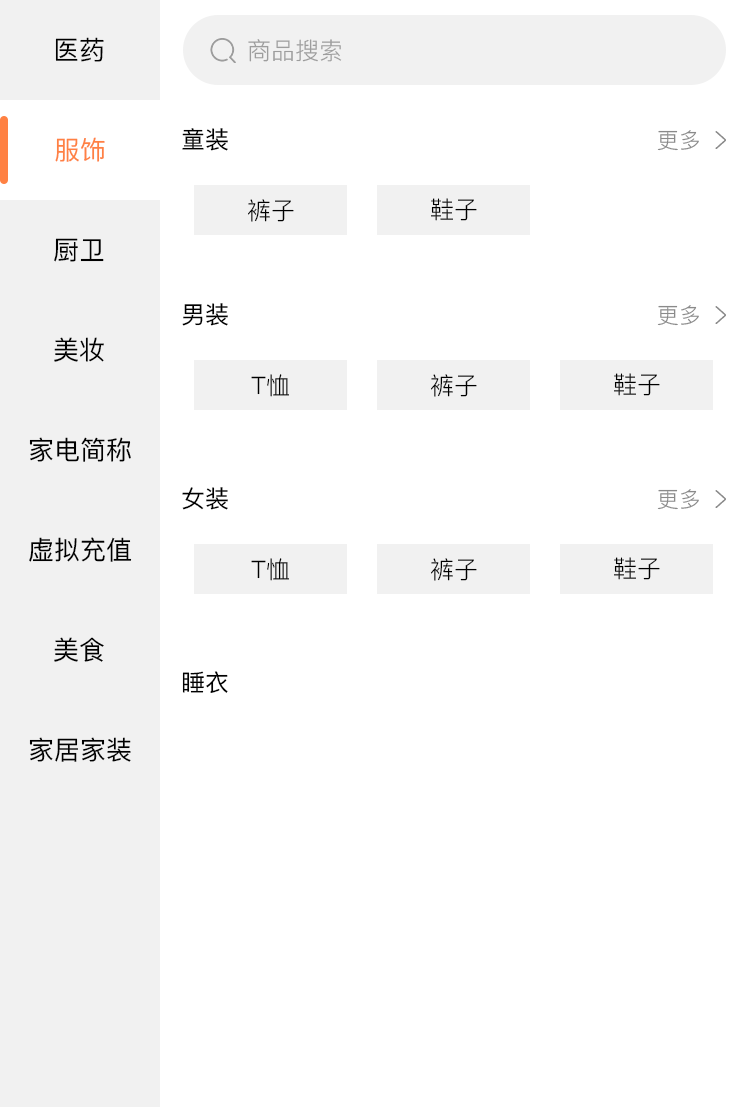 医药
服饰
厨卫
美妆
家电简称
虚拟充值
美食
家居家装
商品搜索
童装
更多
裤子
鞋子
男装
更多
T恤
裤子
鞋子
女装
更多
T恤
裤子
鞋子
睡衣